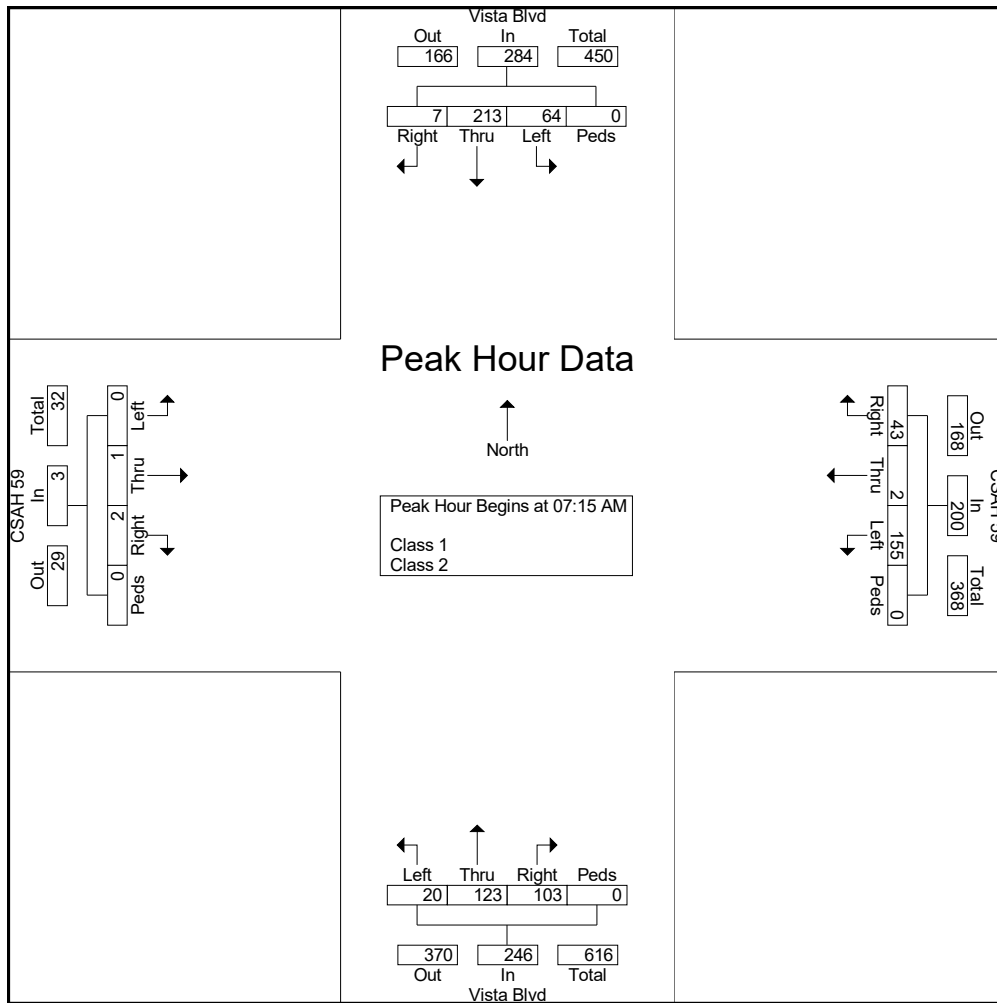 Vista Blvd
Out In Total
166 284 450
7 213 64 0
Right Thru Left Peds
Peak Hour Data
North
Peak Hour Begins at 07:15 AM
Class 1
Class 2
CSAH 59
Out In Total
29 3 32
0 1 2 0
Left Thru Right Peds
CSAH 59
Out In Total
168 200 368
43 2 155 0
Right Thru Left Peds
Left Thru Right Peds
20 123 103 0
370 246 616
Out In Total
Vista Blvd